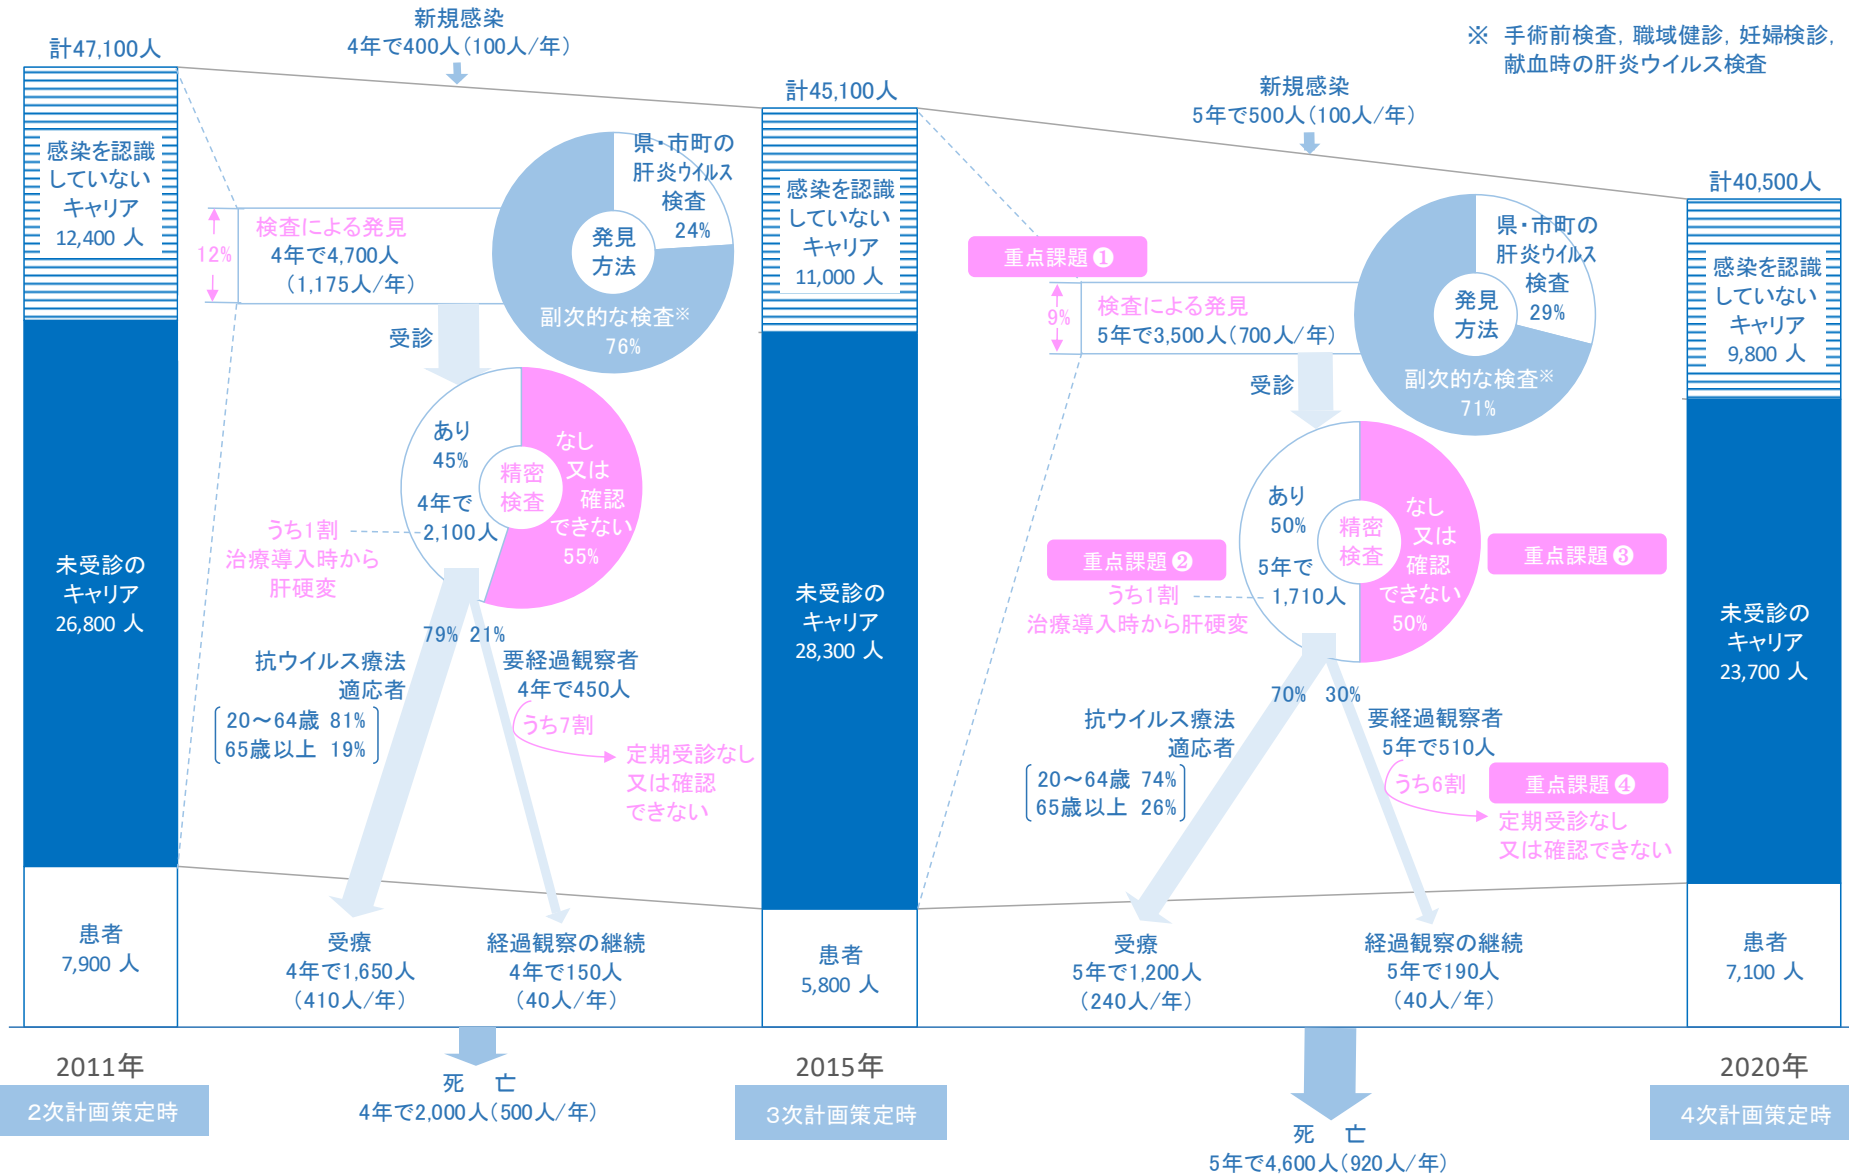 新規感染
4年で400人（100人/年）
※ 手術前検査，職域健診，妊婦検診，
献血時の肝炎ウイルス検査
計47,100人
感染を認識
していない
キャリア
12,400 人
未受診の
キャリア
26,800 人
患者
7,900 人
2011年
2次計画策定時
12%
検査による発見
4年で4,700人
（1,175人/年）
県・市町の
肝炎ウイルス
検査
24%
発見
方法
副次的な検査※
76%
受診
あり
45%
4年で
2,100人
精密
検査
なし
又は
確認
できない
55%
うち1割
治療導入時から
肝硬変
79% 21%
抗ウイルス療法
適応者
20～64歳 81%
65歳以上 19%
要経過観察者
4年で450人
うち7割
定期受診なし
又は確認
できない
受療
4年で1,650人
（410人/年）
経過観察の継続
4年で150人
（40人/年）
死 亡
4年で2,000人（500人/年）
計45,100人
感染を認識
していない
キャリア
11,000 人
未受診の
キャリア
28,300 人
患者
5,800 人
2015年
3次計画策定時
新規感染
5年で500人（100人/年）
重点課題❶
9%
検査による発見
5年で3,500人（700人/年）
県・市町の
肝炎ウイルス
検査
29%
発見
方法
副次的な検査※
71%
受診
あり
50%
5年で
1,710人
精密
検査
なし
又は
確認
できない
50%
重点課題❷
うち1割
治療導入時から肝硬変
重点課題❸
70% 30%
抗ウイルス療法
適応者
20～64歳 74%
65歳以上 26%
要経過観察者
5年で510人
うち6割
重点課題❹
定期受診なし
又は確認できない
受療
5年で1,200人
（240人/年）
経過観察の継続
5年で190人
（40人/年）
死 亡
5年で4,600人（920人/年）
計40,500人
感染を認識
していない
キャリア
9,800 人
未受診の
キャリア
23,700 人
患者
7,100 人
2020年
4次計画策定時